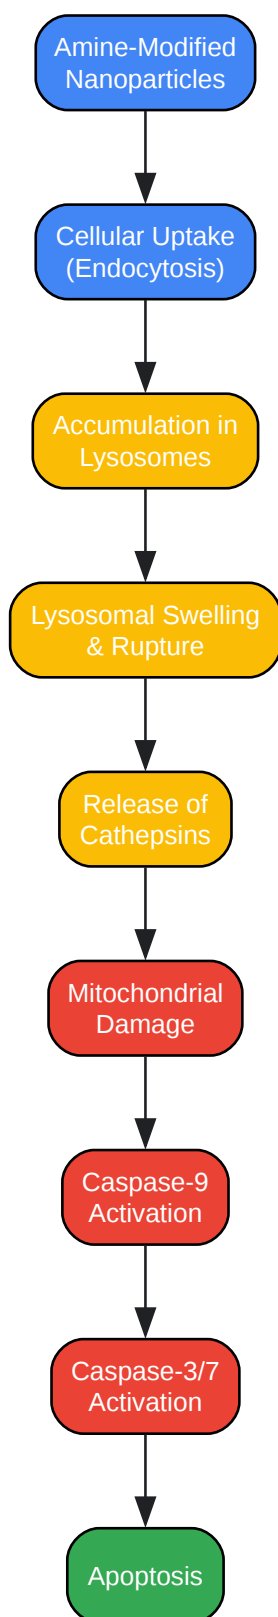 Amine-Modified
Nanoparticles
Cellular Uptake
(Endocytosis)
Accumulation in
Lysosomes
Lysosomal Swelling
& Rupture
Release of
Cathepsins
Mitochondrial
Damage
Caspase-9
Activation
Caspase-3/7
Activation
Apoptosis